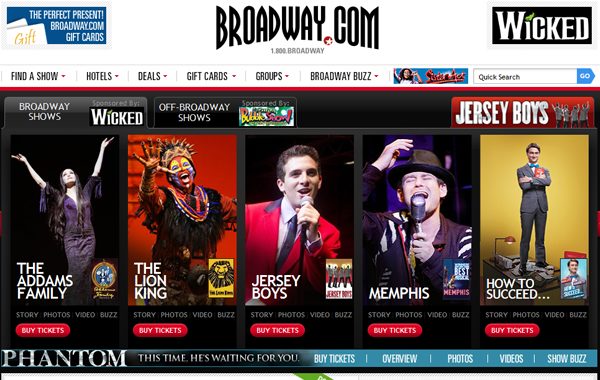 THE PERFECT PRESENT!
BROADWAY.COM
GIFT CARDS
Gift
BROADWAY.COM
1.800.BROADWAY
WICKED
FIND A SHOW
HOTELS
DEALS
GIFT CARDS
GROUPS
BROADWAY BUZZ
Quick Search
GO
BROADWAY
SHOWS
Sponsored By:
WICKED
OFF-BROADWAY
SHOWS
Sponsored By:
JERSEY BOYS
THE
ADDAMS
FAMILY
THE
LION
KING
JERSEY
BOYS
JERSEY
BOYS
MEMPHIS
MEMPHIS
HOW TO
SUCCEED...
STORY PHOTOS VIDEO BUZZ
STORY PHOTOS VIDEO BUZZ
STORY PHOTOS VIDEO BUZZ
STORY PHOTOS VIDEO BUZZ
STORY PHOTOS VIDEO BUZZ
BUY TICKETS
BUY TICKETS
BUY TICKETS
BUY TICKETS
BUY TICKETS
PHANTOM THIS TIME, HE'S WAITING FOR YOU. BUY TICKETS | OVERVIEW | PHOTOS | VIDEOS | SHOW BUZZ